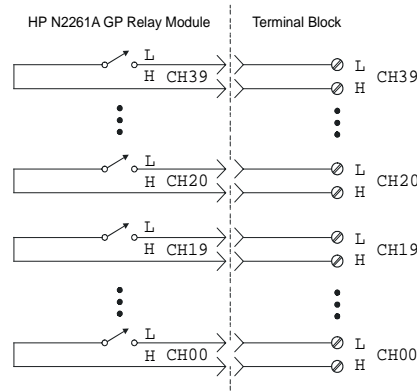 HP N2261A GP Relay Module Terminal Block
L L
H CH39 H CH39
L L
H CH20 H CH20
L L
H CH19 H CH19
L L
H CH00 H CH00